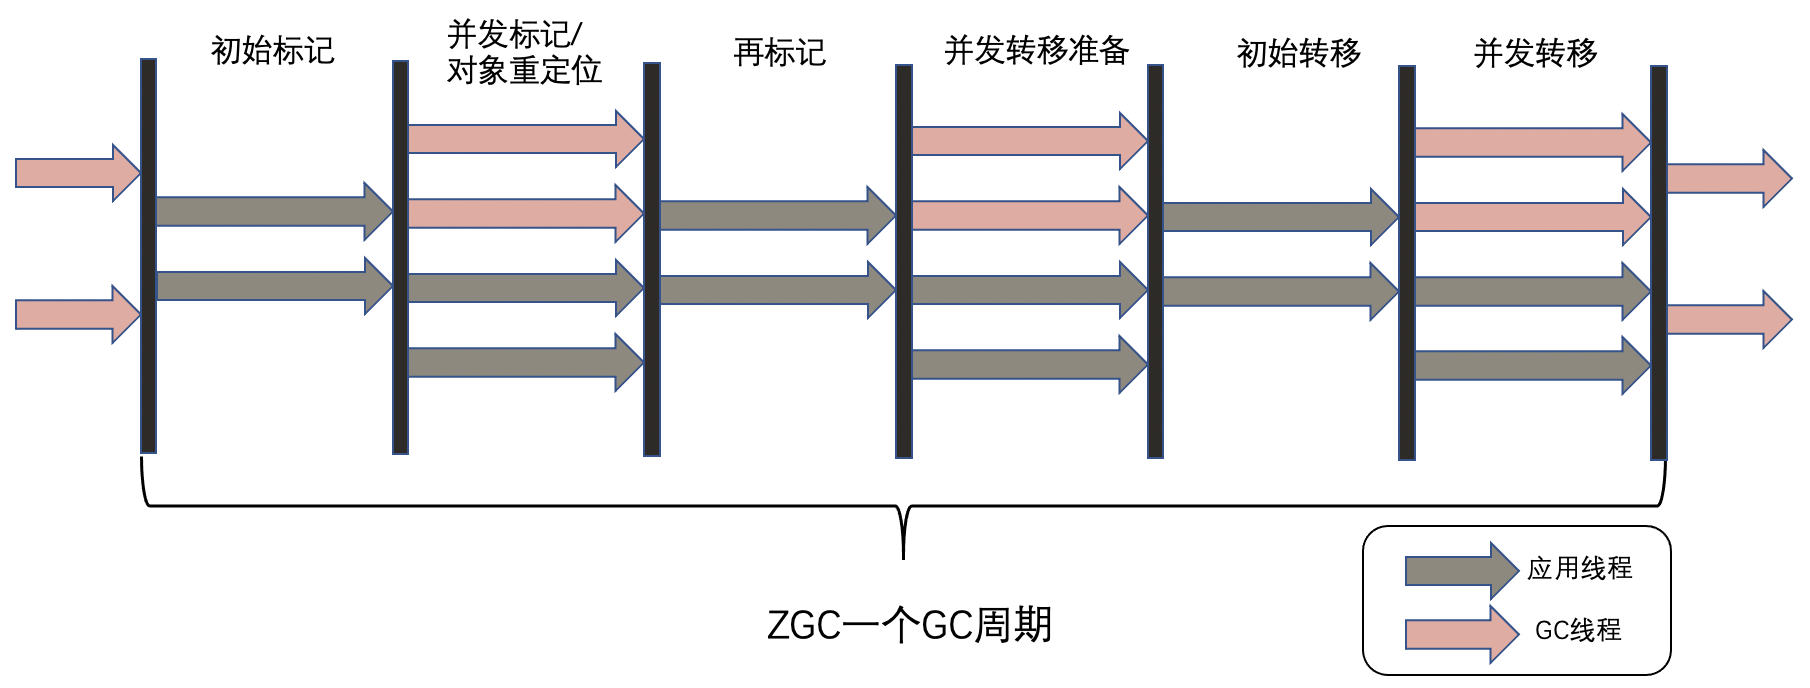 初始标记
并发标记/
对象重定位
再标记
并发转移准备
初始转移
并发转移
ZGC一个GC周期
应用线程
GC线程